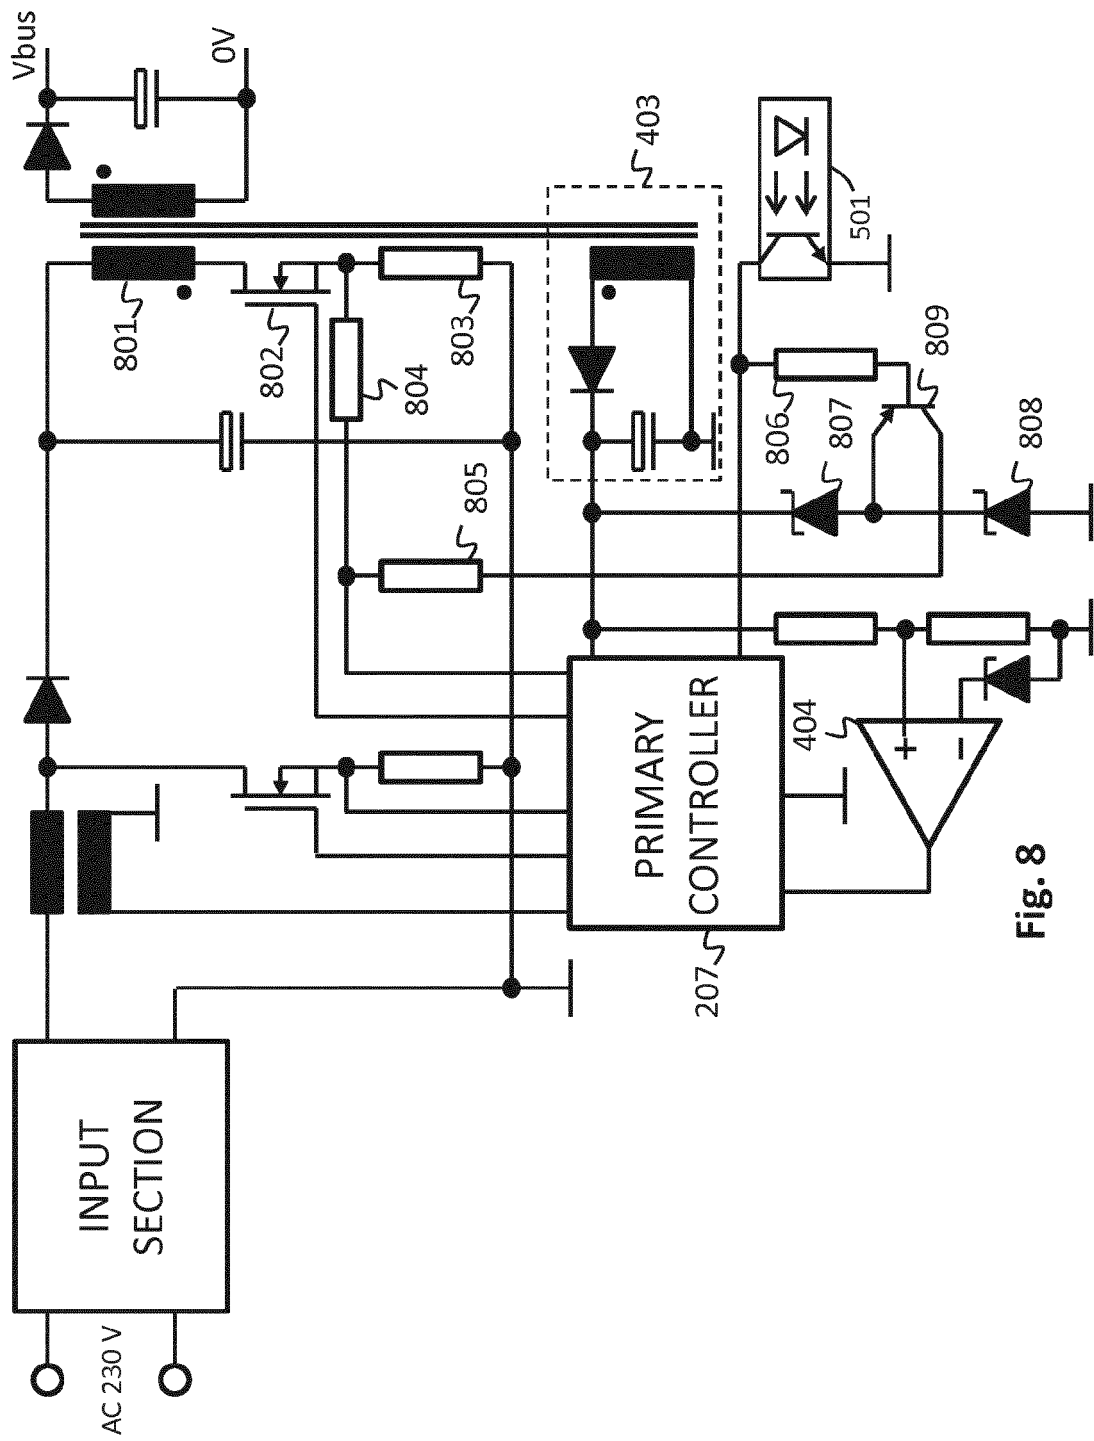 AC 230 V
INPUT
SECTION
Vbus
0V
801
802
803
804
805
403
501
806
807
808
809
PRIMARY
CONTROLLER
207
404
+
−
Fig. 8